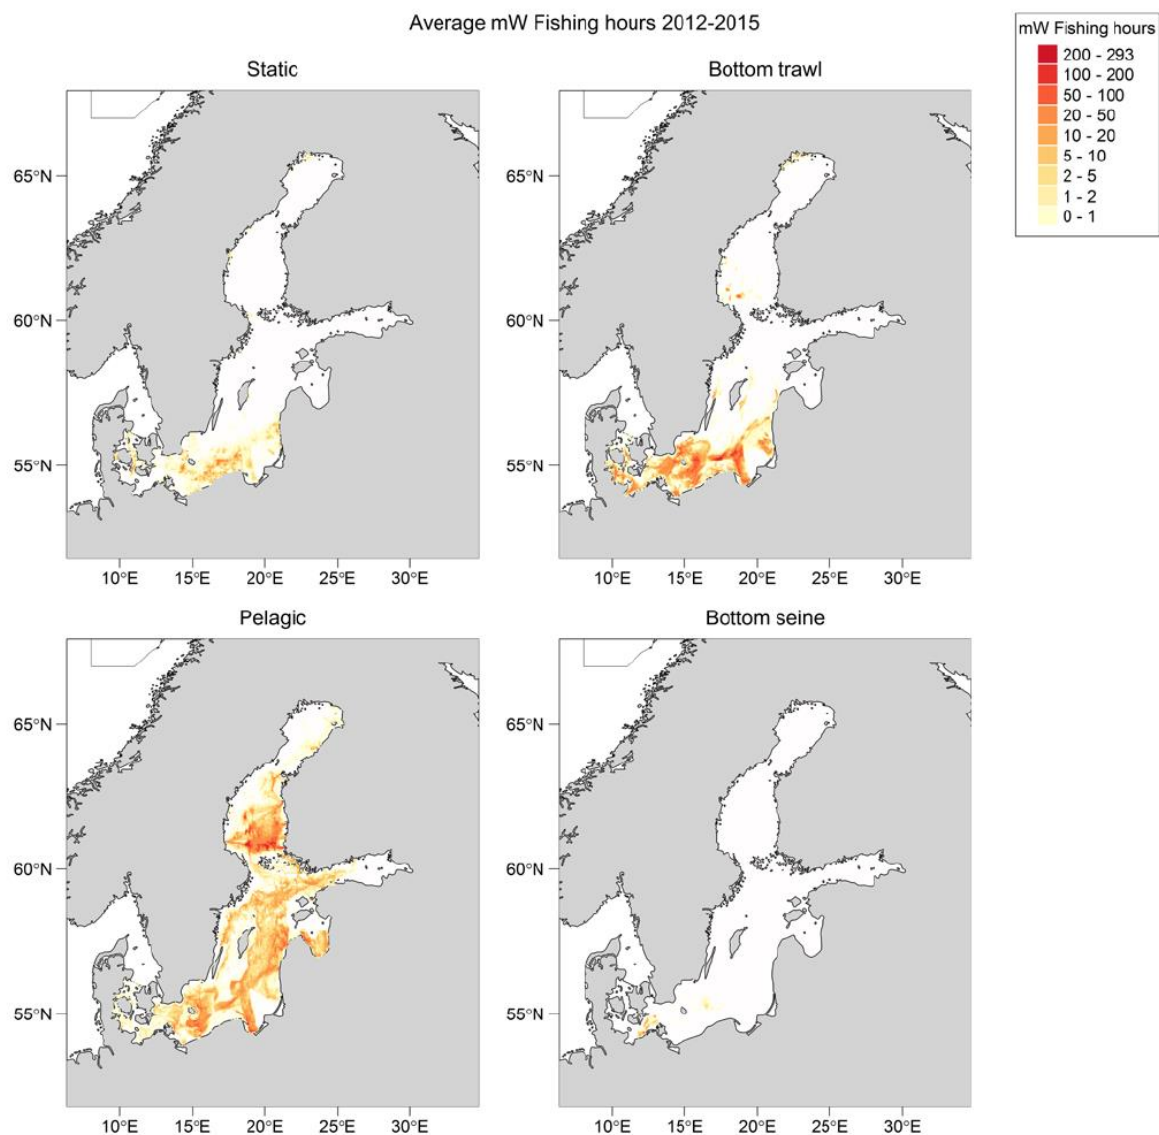 Average mW Fishing hours 2012-2015
mW Fishing hours
200 - 293
100 - 200
50 - 100
20 - 50
10 - 20
5 - 10
2 - 5
1 - 2
0 - 1
Static
Bottom trawl
65°N
60°N
55°N
65°N
60°N
55°N
10°E 15°E 20°E 25°E 30°E
10°E 15°E 20°E 25°E 30°E
Pelagic
Bottom seine
65°N
60°N
55°N
65°N
60°N
55°N
10°E 15°E 20°E 25°E 30°E
10°E 15°E 20°E 25°E 30°E